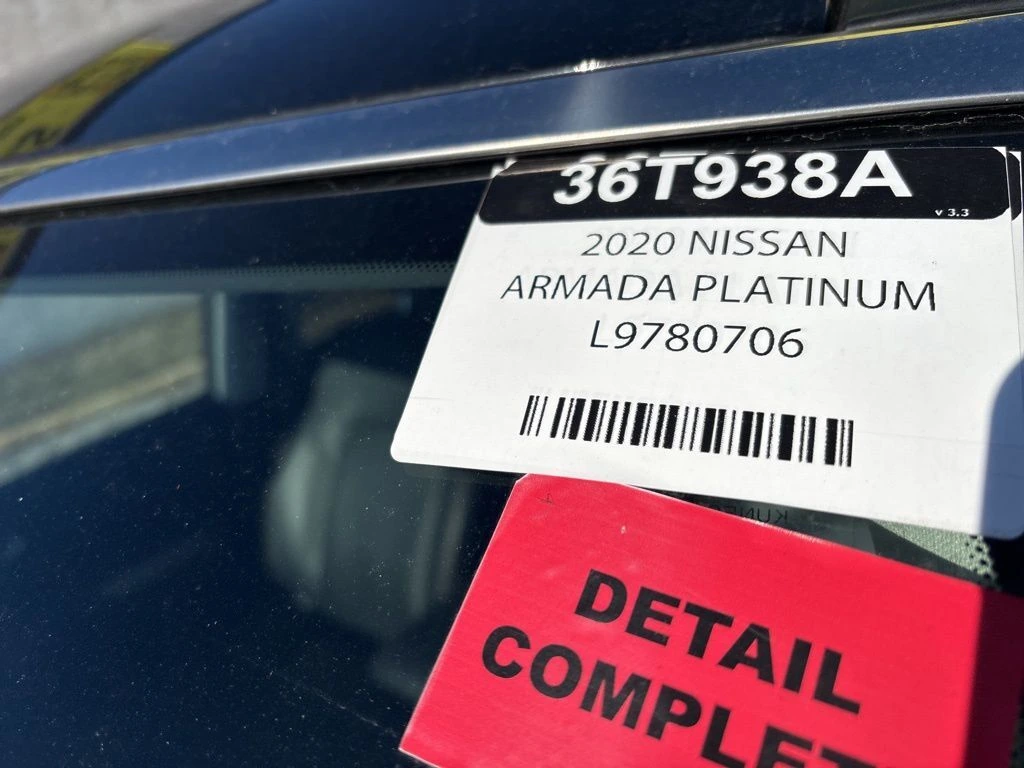 36T938A
v 3.3
2020 NISSAN
ARMADA PLATINUM
L9780706
DETAIL
COMPLET